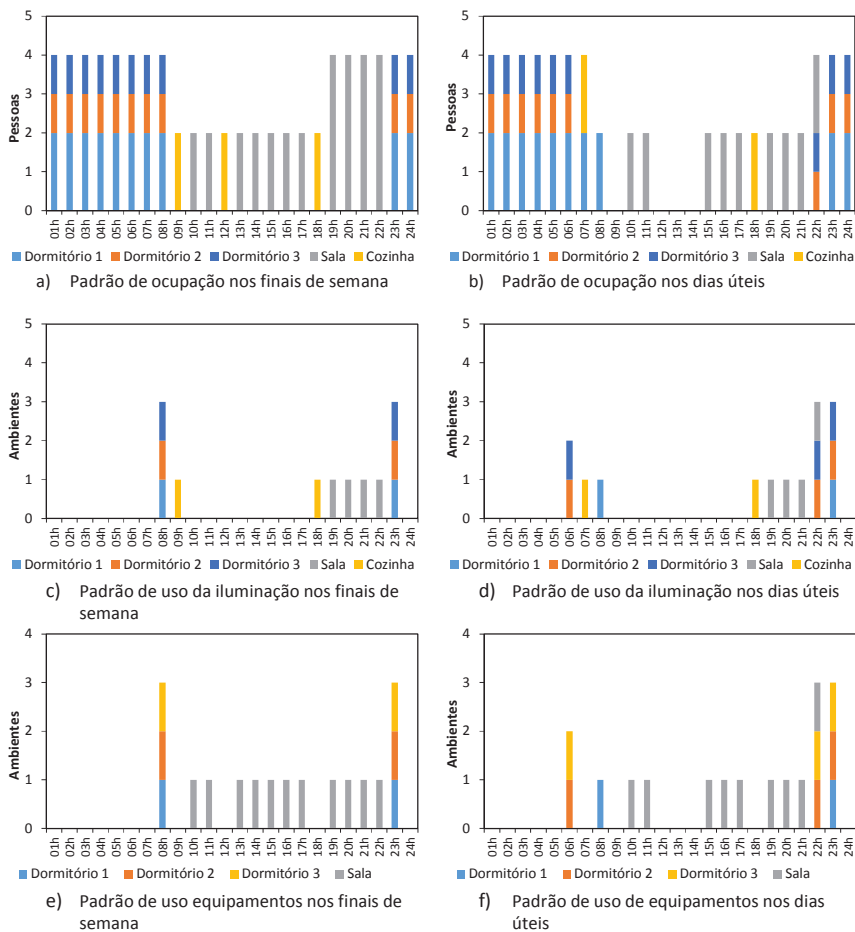 5
4
3
2
1
0
Pessoas
01h 02h 03h 04h 05h 06h 07h 08h 09h 10h 11h 12h 13h 14h 15h 16h 17h 18h 19h 20h 21h 22h 23h 24h
Dormitório 1 Dormitório 2 Dormitório 3 Sala Cozinha
a) Padrão de ocupação nos finais de semana
5
4
3
2
1
0
Pessoas
01h 02h 03h 04h 05h 06h 07h 08h 09h 10h 11h 12h 13h 14h 15h 16h 17h 18h 19h 20h 21h 22h 23h 24h
Dormitório 1 Dormitório 2 Dormitório 3 Sala Cozinha
b) Padrão de ocupação nos dias úteis
5
4
3
2
1
0
Ambientes
01h 02h 03h 04h 05h 06h 07h 08h 09h 10h 11h 12h 13h 14h 15h 16h 17h 18h 19h 20h 21h 22h 23h 24h
Dormitório 1 Dormitório 2 Dormitório 3 Sala Cozinha
c) Padrão de uso da iluminação nos finais de
semana
5
4
3
2
1
0
Ambientes
01h 02h 03h 04h 05h 06h 07h 08h 09h 10h 11h 12h 13h 14h 15h 16h 17h 18h 19h 20h 21h 22h 23h 24h
Dormitório 1 Dormitório 2 Dormitório 3 Sala Cozinha
d) Padrão de uso da iluminação nos dias úteis
4
3
2
1
0
Ambientes
01h 02h 03h 04h 05h 06h 07h 08h 09h 10h 11h 12h 13h 14h 15h 16h 17h 18h 19h 20h 21h 22h 23h 24h
Dormitório 1 Dormitório 2 Dormitório 3 Sala
e) Padrão de uso equipamentos nos finais de
semana
4
3
2
1
0
Ambientes
01h 02h 03h 04h 05h 06h 07h 08h 09h 10h 11h 12h 13h 14h 15h 16h 17h 18h 19h 20h 21h 22h 23h 24h
Dormitório 1 Dormitório 2 Dormitório 3 Sala
f) Padrão de uso de equipamentos nos dias
úteis